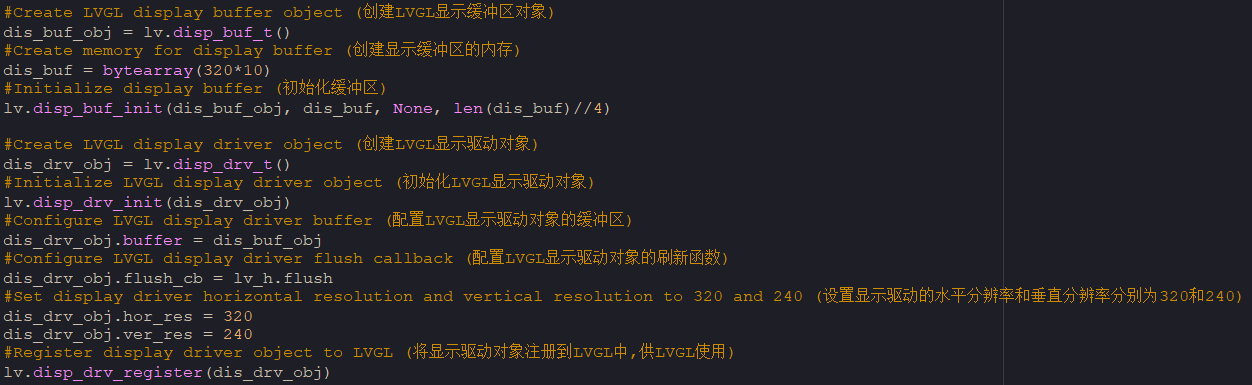 #Create LVGL display buffer object (创建LVGL显示缓冲区对象)
dis_buf_obj = lv.disp_buf_t()
#Create memory for display buffer (创建显示缓冲区的内存)
dis_buf = bytearray(320*10)
#Initialize display buffer (初始化缓冲区)
lv.disp_buf_init(dis_buf_obj, dis_buf, None, len(dis_buf)//4)
#Create LVGL display driver object (创建LVGL显示驱动对象)
dis_drv_obj = lv.disp_drv_t()
#Initialize LVGL display driver object (初始化LVGL显示驱动对象)
lv.disp_drv_init(dis_drv_obj)
#Configure LVGL display driver buffer (配置LVGL显示驱动对象的缓冲区)
dis_drv_obj.buffer = dis_buf_obj
#Configure LVGL display driver flush callback (配置LVGL显示驱动对象的刷新函数)
dis_drv_obj.flush_cb = lv_h.flush
#Set display driver horizontal resolution and vertical resolution to 320 and 240 (设置显示驱动的水平分辨率和垂直分辨率分别为320和240)
dis_drv_obj.hor_res = 320
dis_drv_obj.ver_res = 240
#Register display driver object to LVGL (将显示驱动对象注册到LVGL中,供LVGL使用)
lv.disp_drv_register(dis_drv_obj)